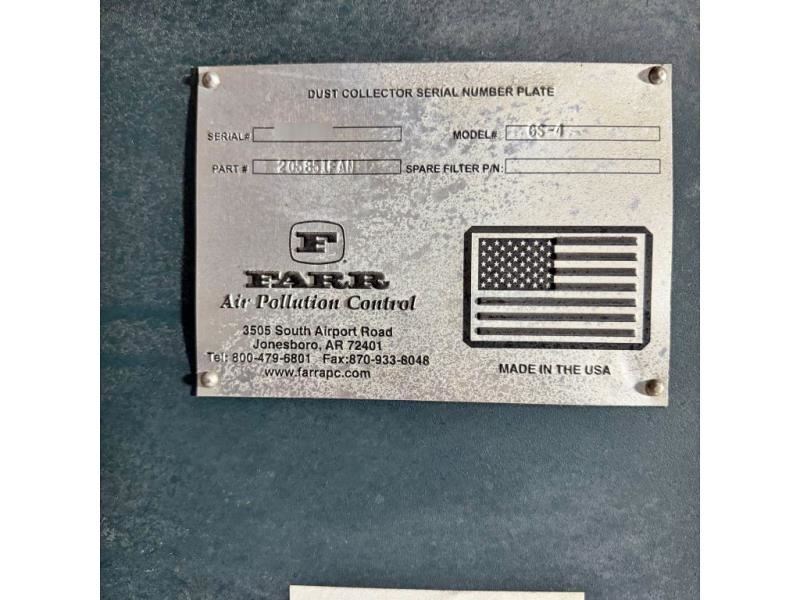 DUST COLLECTOR SERIAL NUMBER PLATE
SERIAL# MODEL# GS-4
PART # 205851FAN SPARE FILTER P/N:
F
FARR
Air Pollution Control
3505 South Airport Road
Jonesboro, AR 72401
Tel: 800-479-6801 Fax:870-933-8048
www.farrapc.com
MADE IN THE USA